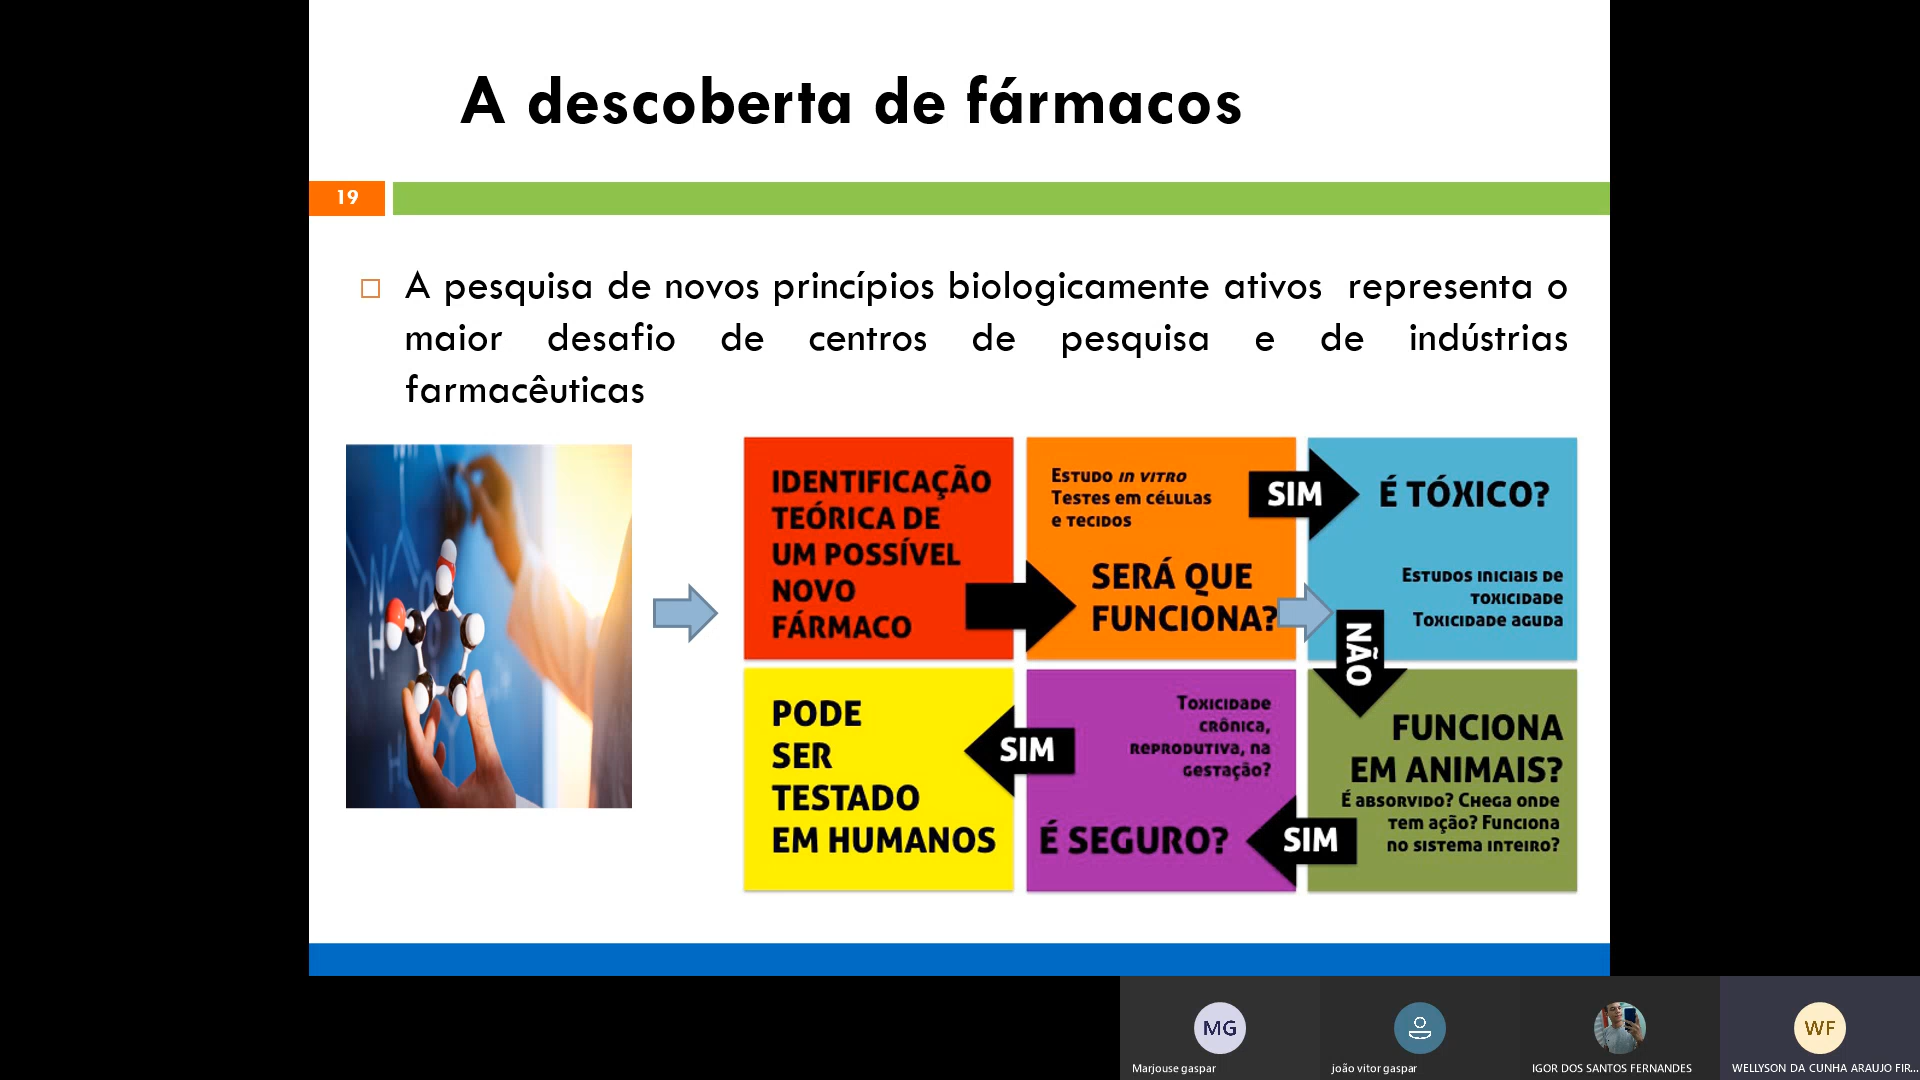 A descoberta de fármacos
19
A pesquisa de novos princípios biologicamente ativos representa o
maior desafio de centros de pesquisa e de indústrias
farmacêuticas
IDENTIFICAÇÃO
TEÓRICA DE
UM POSSÍVEL
NOVO
FÁRMACO
Estudo in vitro
Testes em células
e tecidos
SERÁ QUE
FUNCIONA?
SIM
É TÓXICO?
Estudos iniciais de
toxicidade
Toxicidade aguda
NÃO
FUNCIONA
EM ANIMAIS?
É absorvido? Chega onde
tem ação? Funciona
no sistema inteiro?
SIM
Toxicidade
crônica,
reprodutiva, na
gestação?
É SEGURO?
SIM
PODE
SER
TESTADO
EM HUMANOS
N
H
O
MG
Marjouse gaspar
joão vitor gaspar
IGOR DOS SANTOS FERNANDES
WF
WELLYSON DA CUNHA ARAUJO FIR...